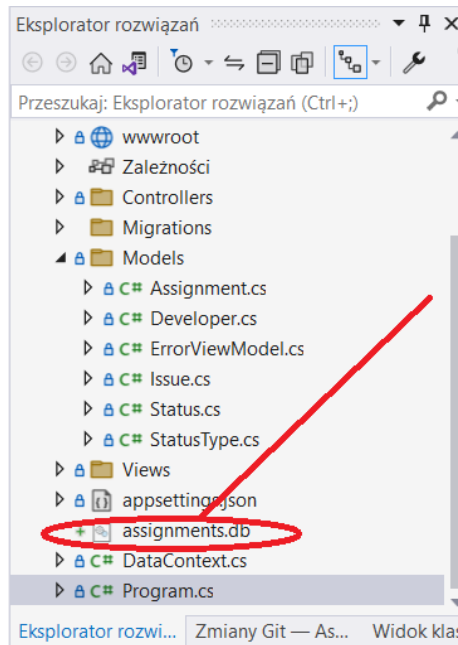 Eksplorator rozwiązań
Przeszukaj: Eksplorator rozwiązań (Ctrl+;)
wwwroot
Zależności
C# Controllers
Migrations
Models
C# Assignment.cs
C# Developer.cs
C# ErrorViewModel.cs
C# Issue.cs
C# Status.cs
C# StatusType.cs
Views
appsettings.json
assignments.db
C# DataContext.cs
C# Program.cs
Eksplorator rozwi... Zmiany Git — As... Widok klas